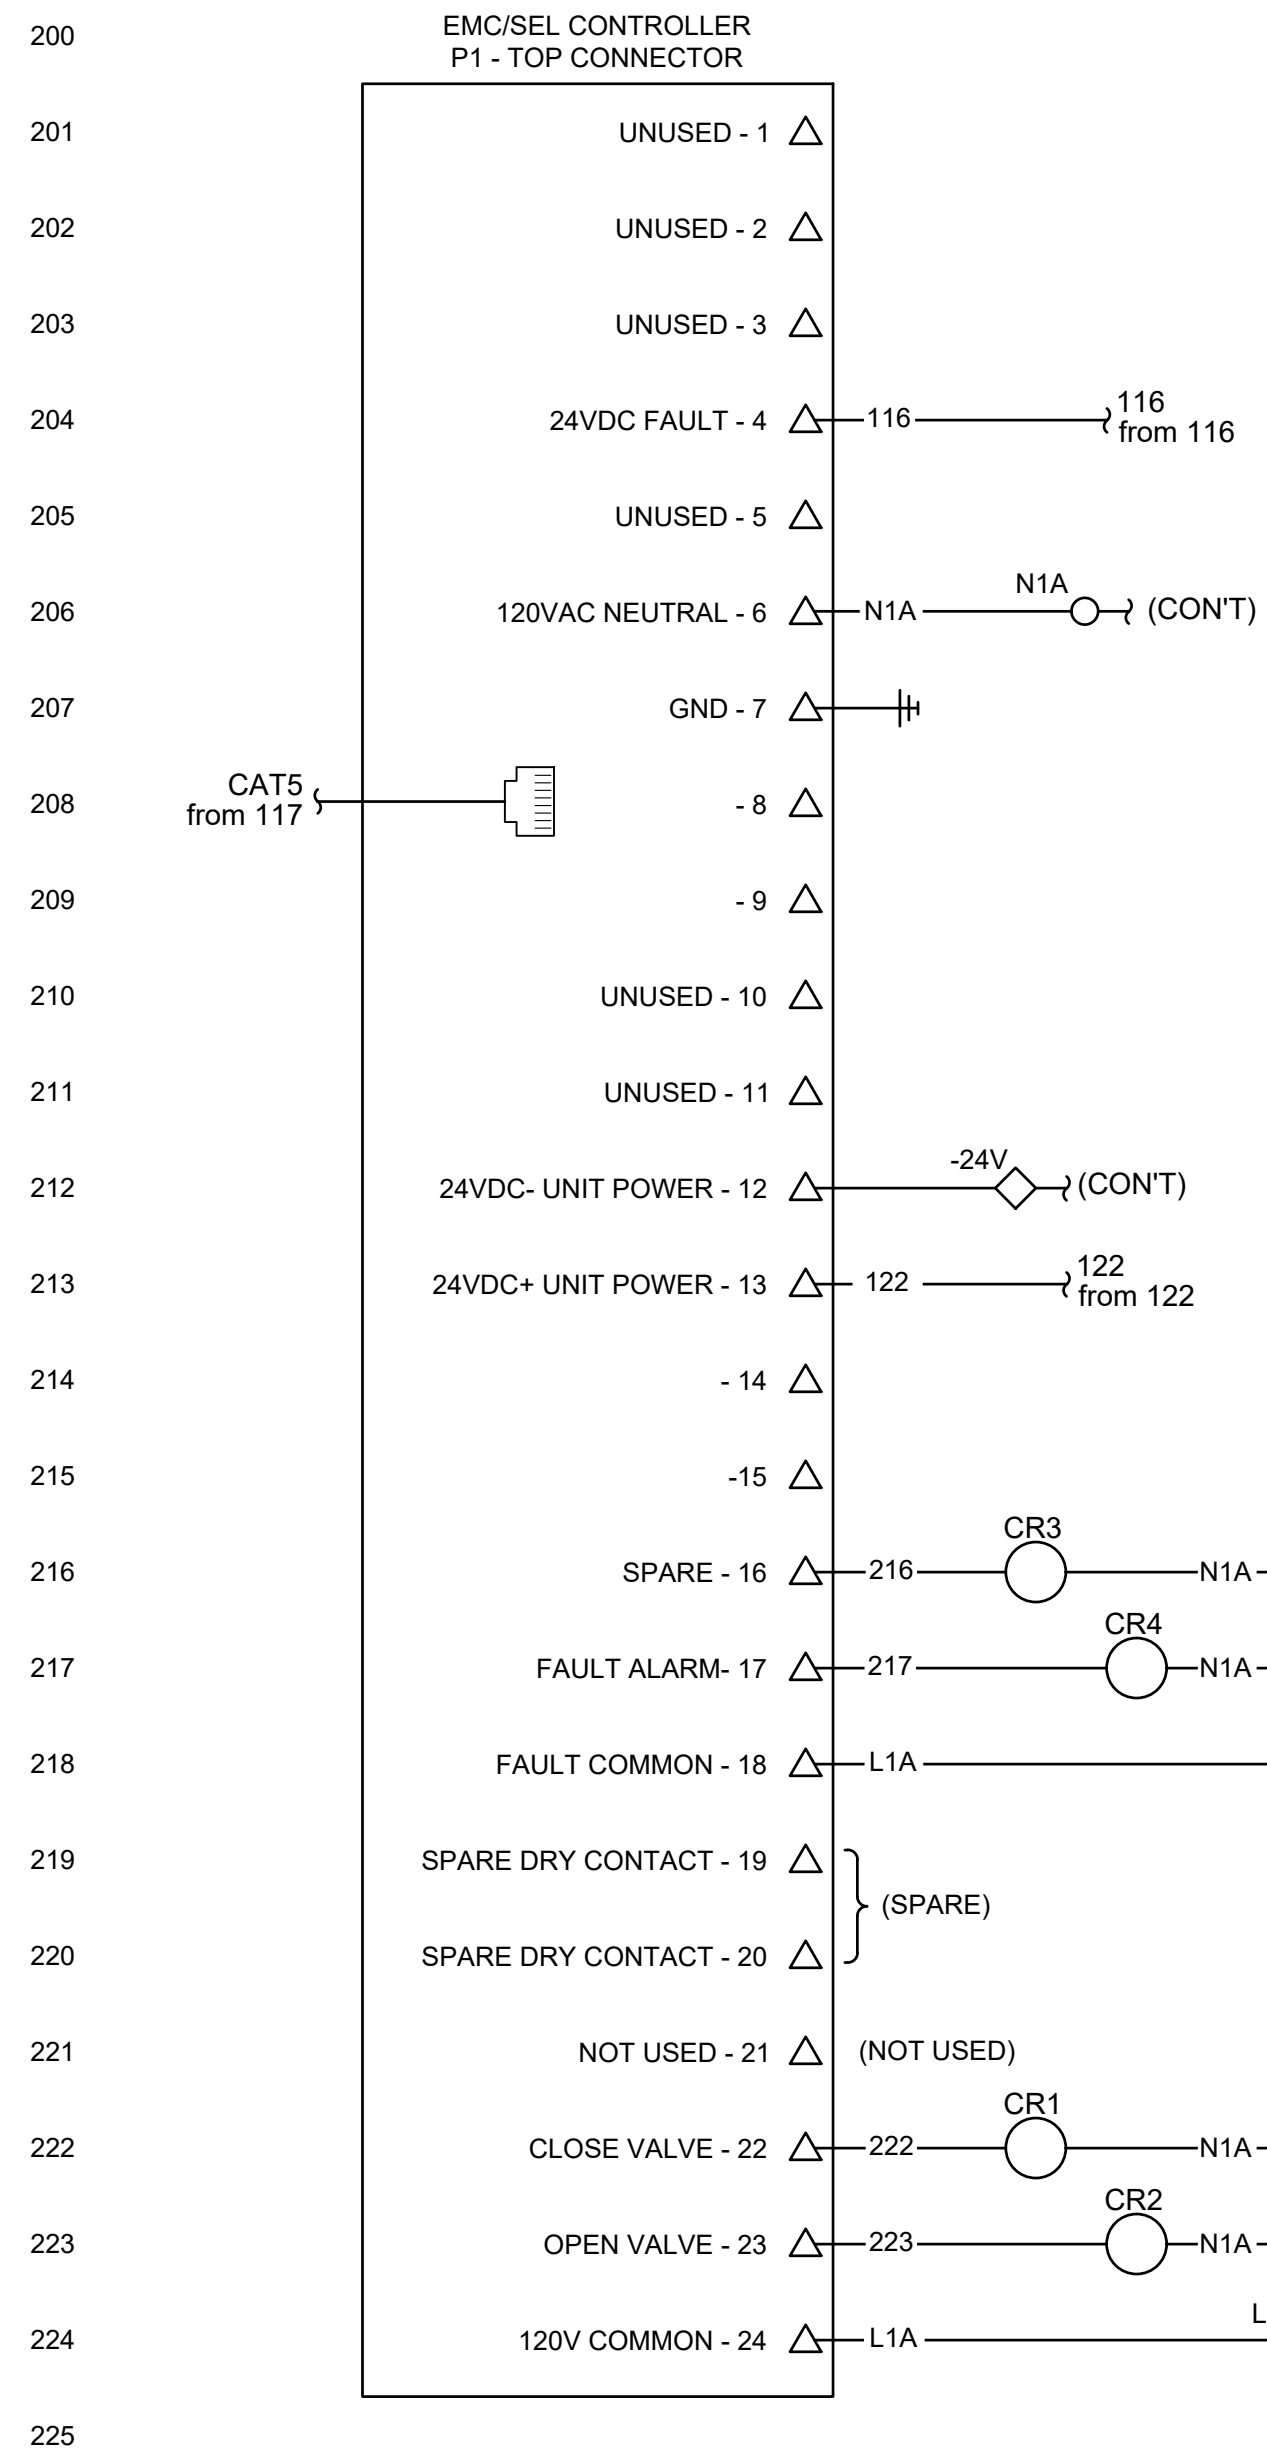 200
EMC/SEL CONTROLLER
P1 - TOP CONNECTOR
201
UNUSED - 1
202
UNUSED - 2
203
UNUSED - 3
204
24VDC FAULT - 4
116
116
from 116
205
UNUSED - 5
206
120VAC NEUTRAL - 6
N1A
N1A
(CON'T)
207
GND - 7
208
CAT5
from 117
- 8
209
- 9
210
UNUSED - 10
211
UNUSED - 11
212
24VDC- UNIT POWER - 12
-24V
(CON'T)
213
24VDC+ UNIT POWER - 13
122
122
from 122
214
- 14
215
-15
216
SPARE - 16
216
CR3
N1A
217
FAULT ALARM- 17
217
CR4
N1A
218
FAULT COMMON - 18
L1A
219
SPARE DRY CONTACT - 19
(SPARE)
220
SPARE DRY CONTACT - 20
221
NOT USED - 21
(NOT USED)
222
CLOSE VALVE - 22
222
CR1
N1A
223
OPEN VALVE - 23
223
CR2
N1A
224
120V COMMON - 24
L1A
L
225